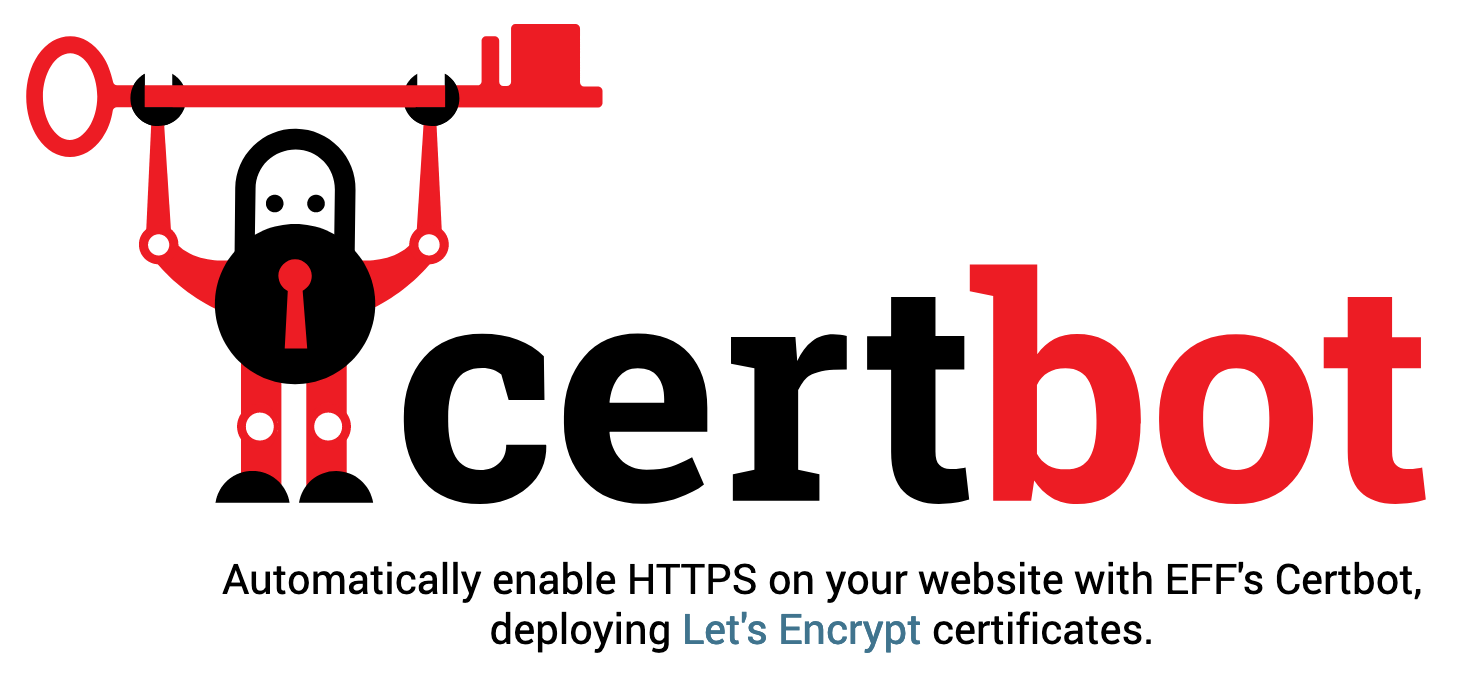 certbot
Automatically enable HTTPS on your website with EFF's Certbot,
deploying Let's Encrypt certificates.